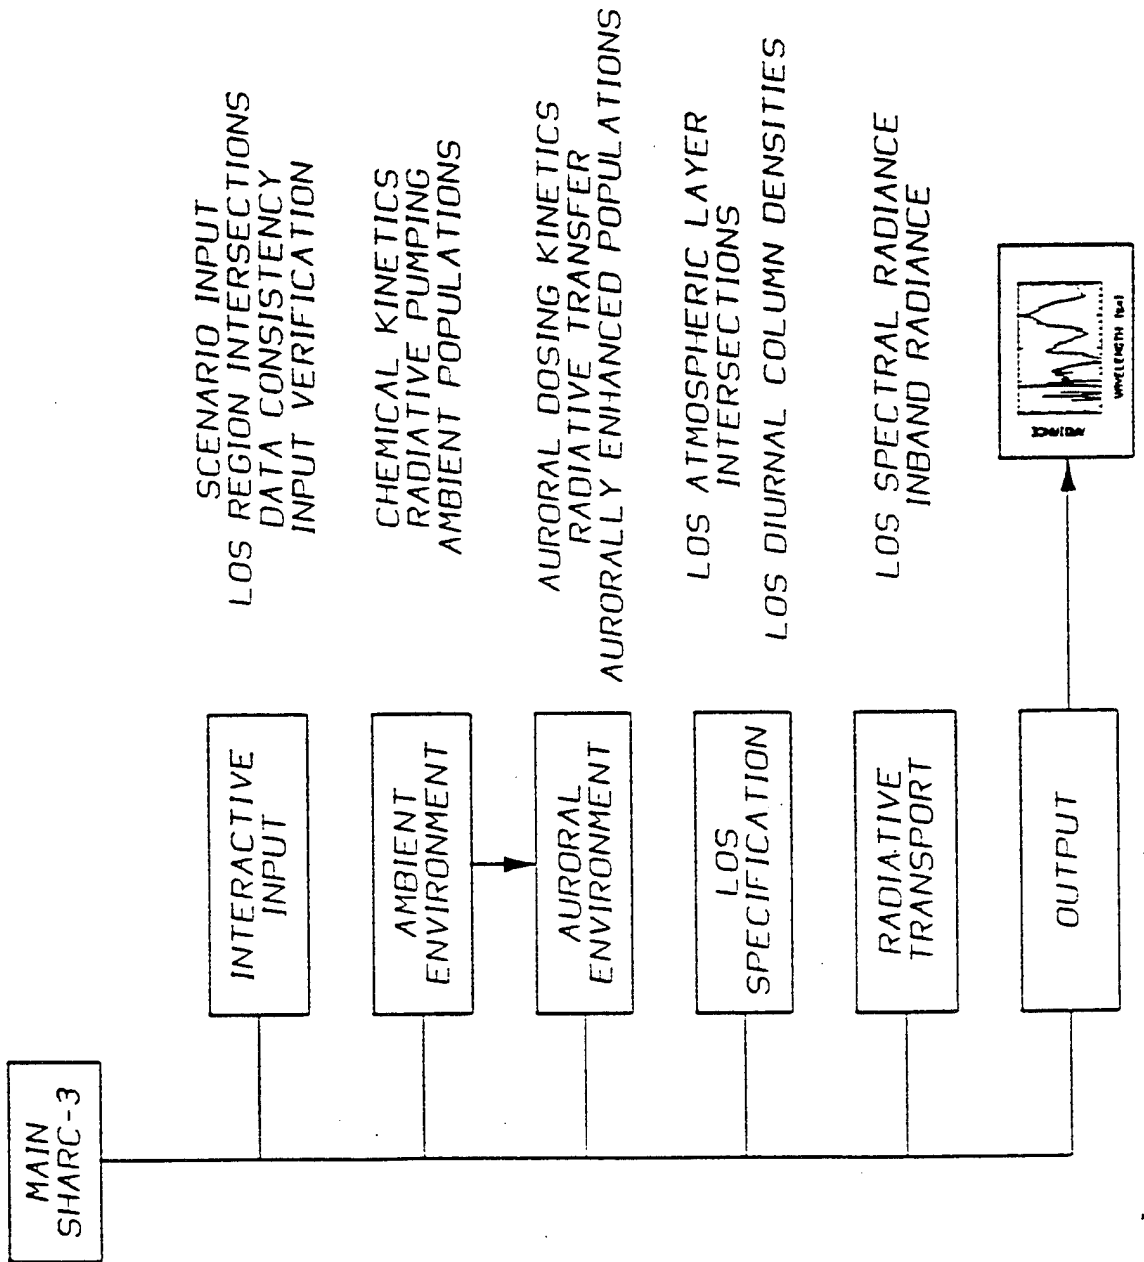 MAIN
SHARC-3
INTERACTIVE
INPUT
SCENARIO INPUT
LOS REGION INTERSECTIONS
DATA CONSISTENCY
INPUT VERIFICATION
AMBIENT
ENVIRONMENT
CHEMICAL KINETICS
RADIATIVE PUMPING
AMBIENT POPULATIONS
AURORAL
ENVIRONMENT
AURORAL DOSING KINETICS
RADIATIVE TRANSFER
AURORALLY ENHANCED POPULATIONS
LOS
SPECIFICATION
LOS ATMOSPHERIC LAYER
INTERSECTIONS
LOS DIURNAL COLUMN DENSITIES
RADIATIVE
TRANSPORT
LOS SPECTRAL RADIANCE
INBAND RADIANCE
OUTPUT
RADIANCE
WAVELENGTH